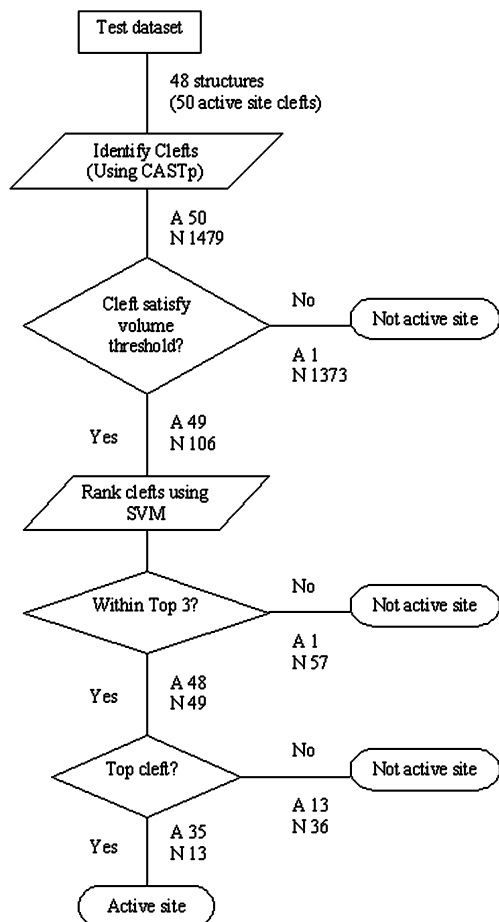 Test dataset
48 structures
(50 active site clefts)
Identify Clefts
(Using CASTp)
A 50
N 1479
Cleft satisfy
volume
threshold?
No
Not active site
A 1
N 1373
Yes
A 49
N 106
Rank clefts using
SVM
Within Top 3?
No
Not active site
A 1
N 57
Yes
A 48
N 49
Top cleft?
No
Not active site
A 13
N 36
Yes
A 35
N 13
Active site